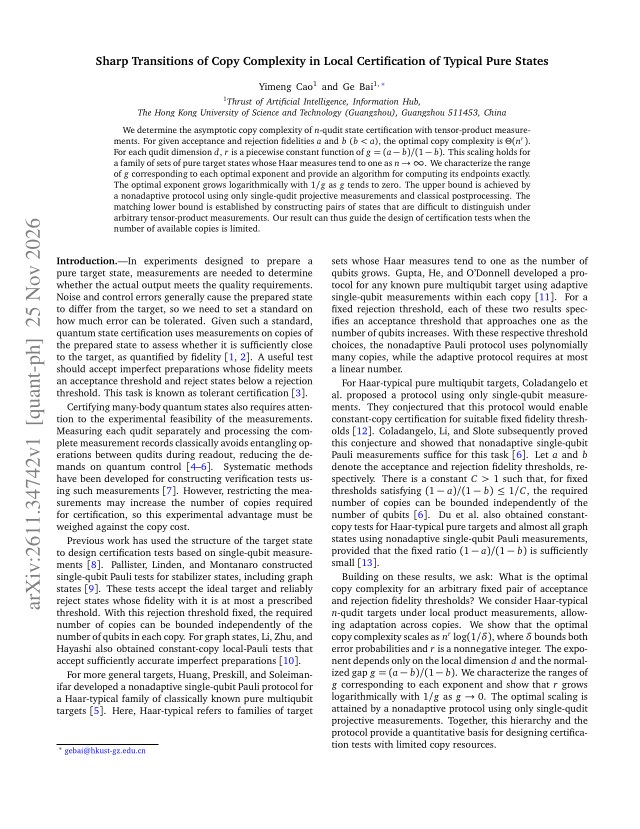 Sharp Transitions of Copy Complexity in Local Certification of Typical Pure States
Yimeng Cao¹ and Ge Bai¹,*
¹Thrust of Artificial Intelligence, Information Hub,
The Hong Kong University of Science and Technology (Guangzhou), Guangzhou 511453, China
We determine the asymptotic copy complexity of n-qudit state certification with tensor-product measure-
ments. For given acceptance and rejection fidelities a and b (b < a), the optimal copy complexity is Θ(nʳ).
For each qudit dimension d, r is a piecewise constant function of g = (a − b)/(1 − b). This scaling holds for
a family of sets of pure target states whose Haar measures tend to one as n → ∞. We characterize the range
of g corresponding to each optimal exponent and provide an algorithm for computing its endpoints exactly.
The optimal exponent grows logarithmically with 1/g as g tends to zero. The upper bound is achieved by
a nonadaptive protocol using only single-qudit projective measurements and classical postprocessing. The
matching lower bound is established by constructing pairs of states that are difficult to distinguish under
arbitrary tensor-product measurements. Our result can thus guide the design of certification tests when the
number of available copies is limited.
arXiv:2611.34742v1 [quant-ph] 25 Nov 2026
Introduction.—In experiments designed to prepare a
pure target state, measurements are needed to determine
whether the actual output meets the quality requirements.
Noise and control errors generally cause the prepared state
to differ from the target, so we need to set a standard on
how much error can be tolerated. Given such a standard,
quantum state certification uses measurements on copies of
the prepared state to assess whether it is sufficiently close
to the target, as quantified by fidelity [1, 2]. A useful test
should accept imperfect preparations whose fidelity meets
an acceptance threshold and reject states below a rejection
threshold. This task is known as tolerant certification [3].
Certifying many-body quantum states also requires atten-
tion to the experimental feasibility of the measurements.
Measuring each qudit separately and processing the com-
plete measurement records classically avoids entangling op-
erations between qudits during readout, reducing the de-
mands on quantum control [4–6]. Systematic methods
have been developed for constructing verification tests us-
ing such measurements [7]. However, restricting the mea-
surements may increase the number of copies required
for certification, so this experimental advantage must be
weighed against the copy cost.
Previous work has used the structure of the target state
to design certification tests based on single-qubit measure-
ments [8]. Pallister, Linden, and Montanaro constructed
single-qubit Pauli tests for stabilizer states, including graph
states [9]. These tests accept the ideal target and reliably
reject states whose fidelity with it is at most a prescribed
threshold. With this rejection threshold fixed, the required
number of copies can be bounded independently of the
number of qubits in each copy. For graph states, Li, Zhu, and
Hayashi also obtained constant-copy local-Pauli tests that
accept sufficiently accurate imperfect preparations [10].
For more general targets, Huang, Preskill, and Soleiman-
ifar developed a nonadaptive single-qubit Pauli protocol for
a Haar-typical family of classically known pure multiqubit
targets [5]. Here, Haar-typical refers to families of target
* gebai@hkust-gz.edu.cn
sets whose Haar measures tend to one as the number of
qubits grows. Gupta, He, and O'Donnell developed a pro-
tocol for any known pure multiqubit target using adaptive
single-qubit measurements within each copy [11]. For a
fixed rejection threshold, each of these two results spec-
ifies an acceptance threshold that approaches one as the
number of qubits increases. With these respective threshold
choices, the nonadaptive Pauli protocol uses polynomially
many copies, while the adaptive protocol requires at most
a linear number.
For Haar-typical pure multiqubit targets, Coladangelo et
al. proposed a protocol using only single-qubit measure-
ments. They conjectured that this protocol would enable
constant-copy certification for suitable fixed fidelity thresh-
olds [12]. Coladangelo, Li, and Slote subsequently proved
this conjecture and showed that nonadaptive single-qubit
Pauli measurements suffice for this task [6]. Let a and b
denote the acceptance and rejection fidelity thresholds, re-
spectively. There is a constant C > 1 such that, for fixed
thresholds satisfying (1 − a)/(1 − b) ≤ 1/C, the required
number of copies can be bounded independently of the
number of qubits [6]. Du et al. also obtained constant-
copy tests for Haar-typical pure targets and almost all graph
states using nonadaptive single-qubit Pauli measurements,
provided that the fixed ratio (1 − a)/(1 − b) is sufficiently
small [13].
Building on these results, we ask: What is the optimal
copy complexity for an arbitrary fixed pair of acceptance
and rejection fidelity thresholds? We consider Haar-typical
n-qudit targets under local product measurements, allow-
ing adaptation across copies. We show that the optimal
copy complexity scales as nʳ log(1/δ), where δ bounds both
error probabilities and r is a nonnegative integer. The expo-
nent depends only on the local dimension d and the normal-
ized gap g = (a − b)/(1 − b). We characterize the ranges of
g corresponding to each exponent and show that r grows
logarithmically with 1/g as g → 0. The optimal scaling is
attained by a nonadaptive protocol using only single-qudit
projective measurements. Together, this hierarchy and the
protocol provide a quantitative basis for designing certifica-
tion tests with limited copy resources.